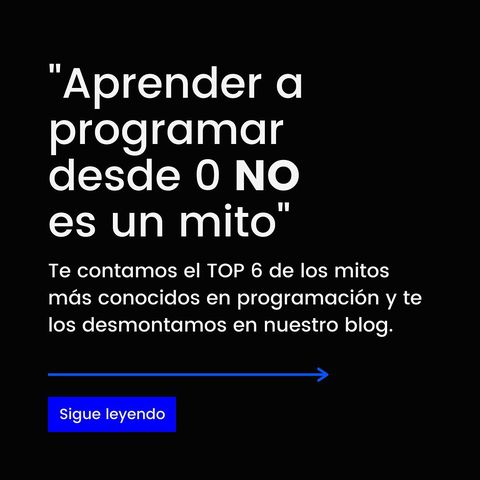 "Aprender a
programar
desde 0 NO
es un mito"
Te contamos el TOP 6 de los mitos
más conocidos en programación y te
los desmontamos en nuestro blog.
Sigue leyendo